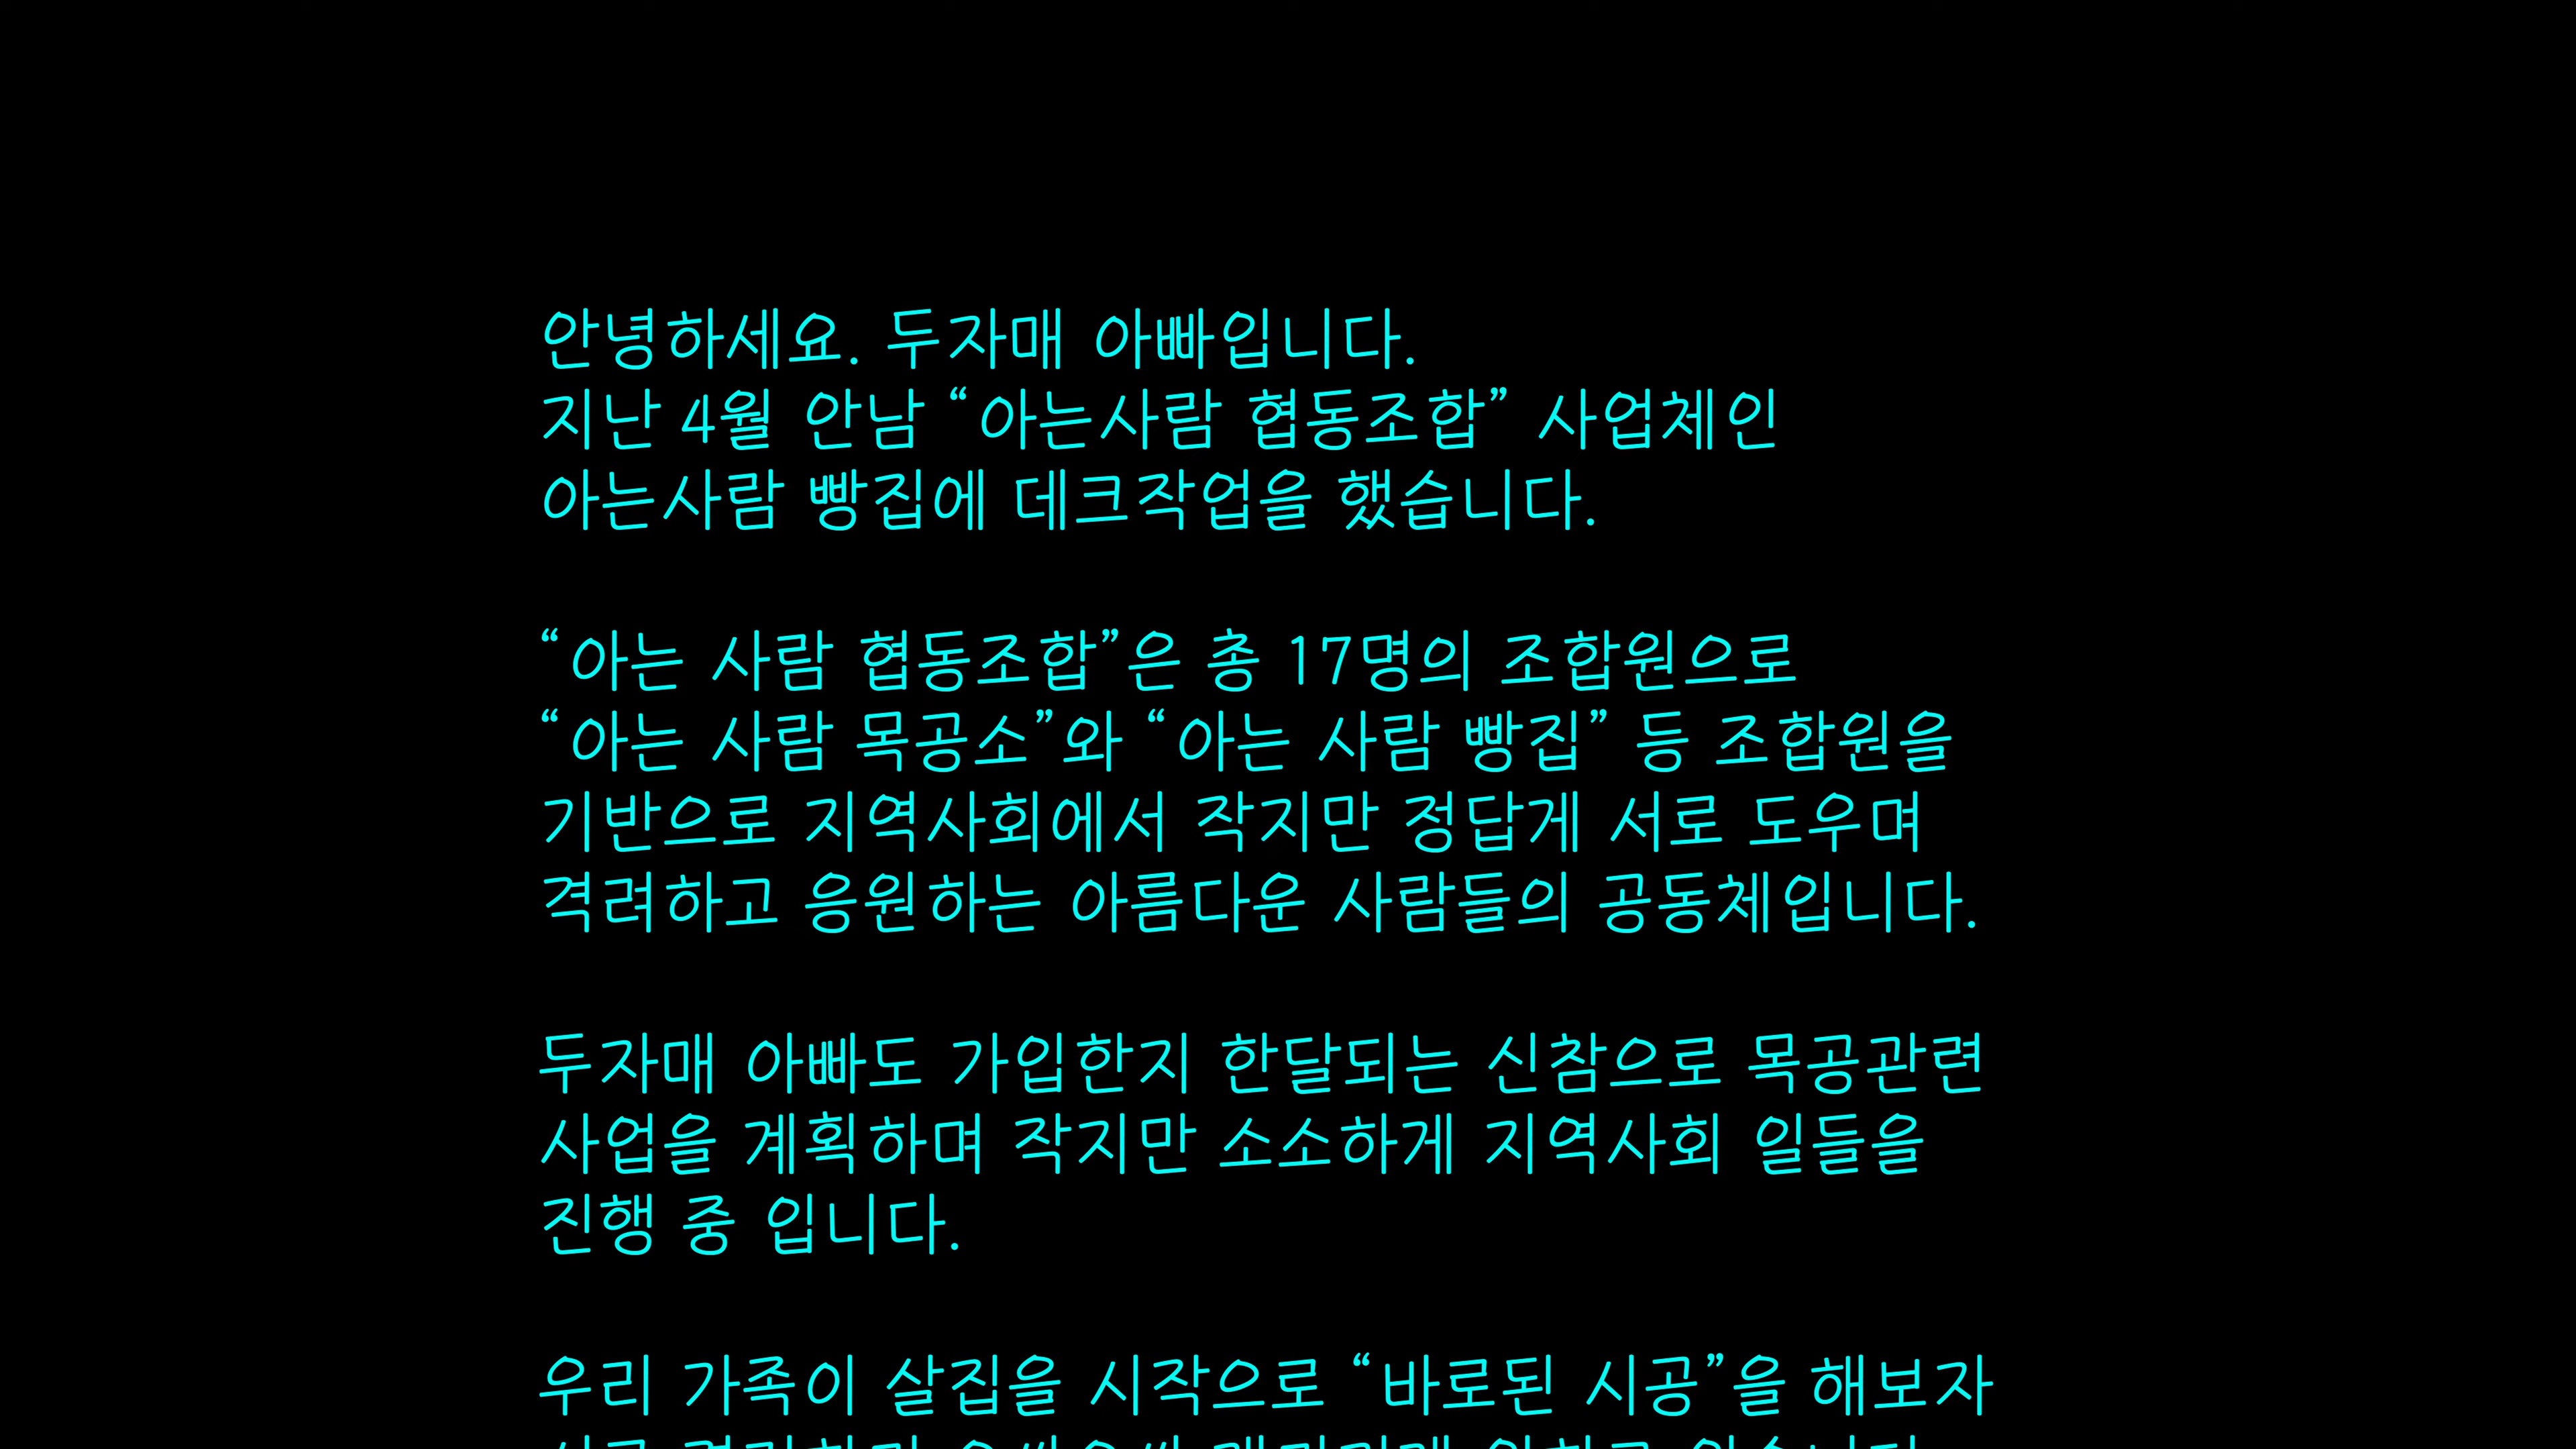 안녕하세요. 두자매 아빠입니다.
지난 4월 안남 “아는사람 협동조합” 사업체인
아는사람 빵집에 데크작업을 했습니다.
“아는 사람 협동조합”은 총 17명의 조합원으로
“아는 사람 목공소”와 “아는 사람 빵집” 등 조합원을
기반으로 지역사회에서 작지만 정답게 서로 도우며
격려하고 응원하는 아름다운 사람들의 공동체입니다.
두자매 아빠도 가입한지 한달되는 신참으로 목공관련
사업을 계획하며 작지만 소소하게 지역사회 일들을
진행 중 입니다.
우리 가족이 살집을 시작으로 “바로된 시공”을 해보자